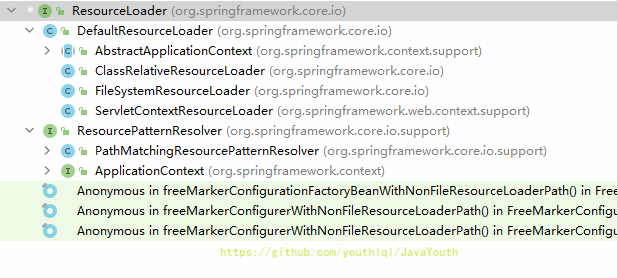 ResourceLoader (org.springframework.core.io)
DefaultResourceLoader (org.springframework.core.io)
AbstractApplicationContext (org.springframework.context.support)
ClassRelativeResourceLoader (org.springframework.core.io)
FileSystemResourceLoader (org.springframework.core.io)
ServletContextResourceLoader (org.springframework.web.context.support)
ResourcePatternResolver (org.springframework.core.io.support)
PathMatchingResourcePatternResolver (org.springframework.core.io.support)
ApplicationContext (org.springframework.context)
Anonymous in freeMarkerConfigurationFactoryBeanWithNonFileResourceLoaderPath() in Free
Anonymous in freeMarkerConfigurerWithNonFileResourceLoaderPath() in FreeMarkerConfigu
Anonymous in freeMarkerConfigurerWithNonFileResourceLoaderPath() in FreeMarkerConfigu
https://github.com/youthlql/JavaYouth